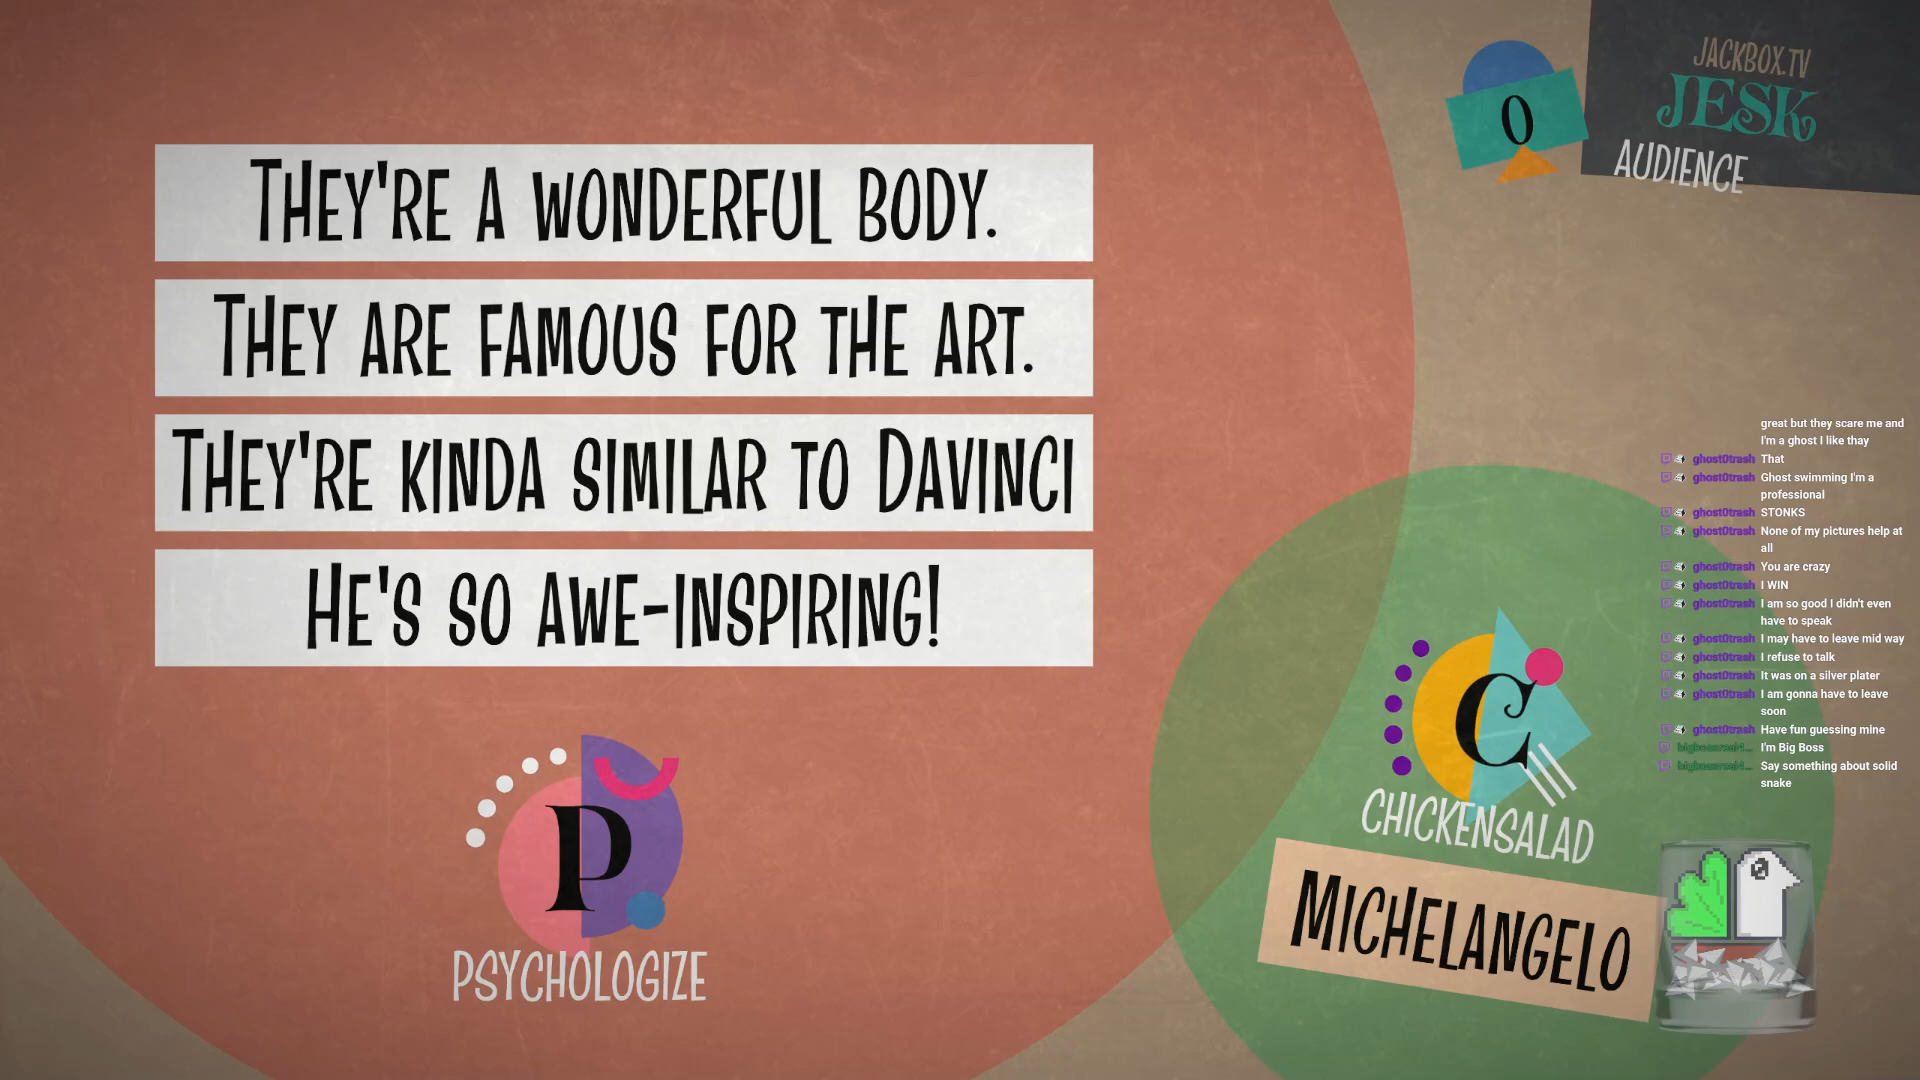 They're a wonderful body.
They are famous for the art.
They're kinda similar to Davinci
He's so awe-inspiring!
P
PSYCHOLOGIZE
0
JACKBOX.TV
JESK
AUDIENCE
great but they scare me and
I'm a ghost I like thay
ghost0trash That
ghost0trash Ghost swimming I'm a
professional
ghost0trash STONKS
ghost0trash None of my pictures help at
all
ghost0trash You are crazy
ghost0trash I WIN
ghost0trash I am so good I didn't even
have to speak
ghost0trash I may have to leave mid way
ghost0trash I refuse to talk
ghost0trash It was on a silver plater
ghost0trash I am gonna have to leave
soon
ghost0trash Have fun guessing mine
I'm Big Boss
Say something about solid
snake
C
CHICKENSALAD
Michelangelo